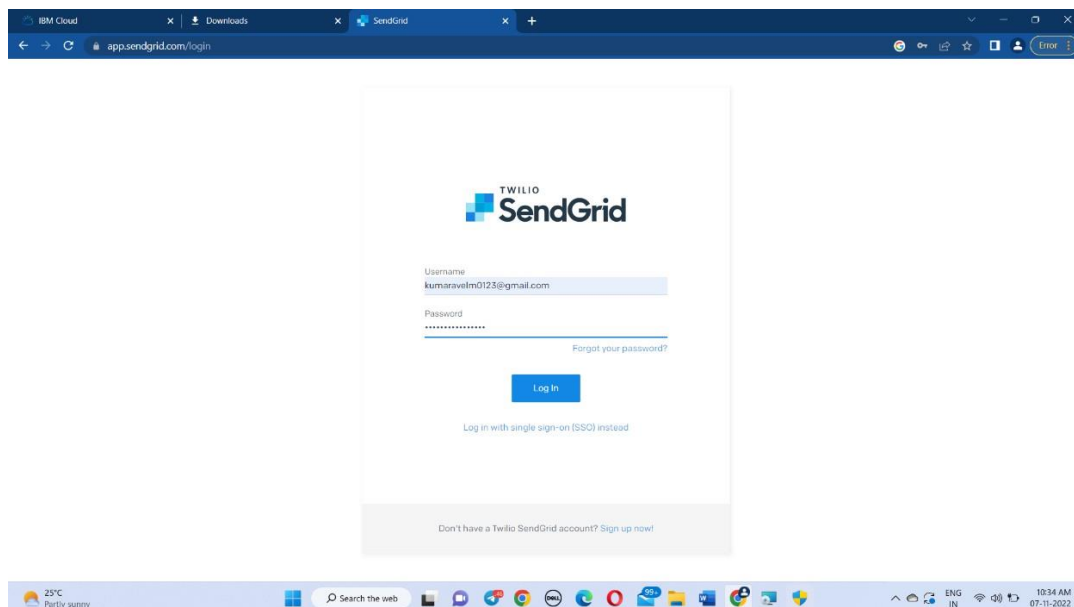 IBM Cloud
Downloads
SendGrid
app.sendgrid.com/login
Error
TWILIO
SendGrid
Username
kumaravelm0123@gmail.com
Password
Forgot your password?
Log In
Log in with single sign-on (SSO) instead
Don't have a Twilio SendGrid account? Sign up now!
25°C
Partly sunny
Search the web
DELL
99+
W
ENG
IN
10:34 AM
07-11-2022